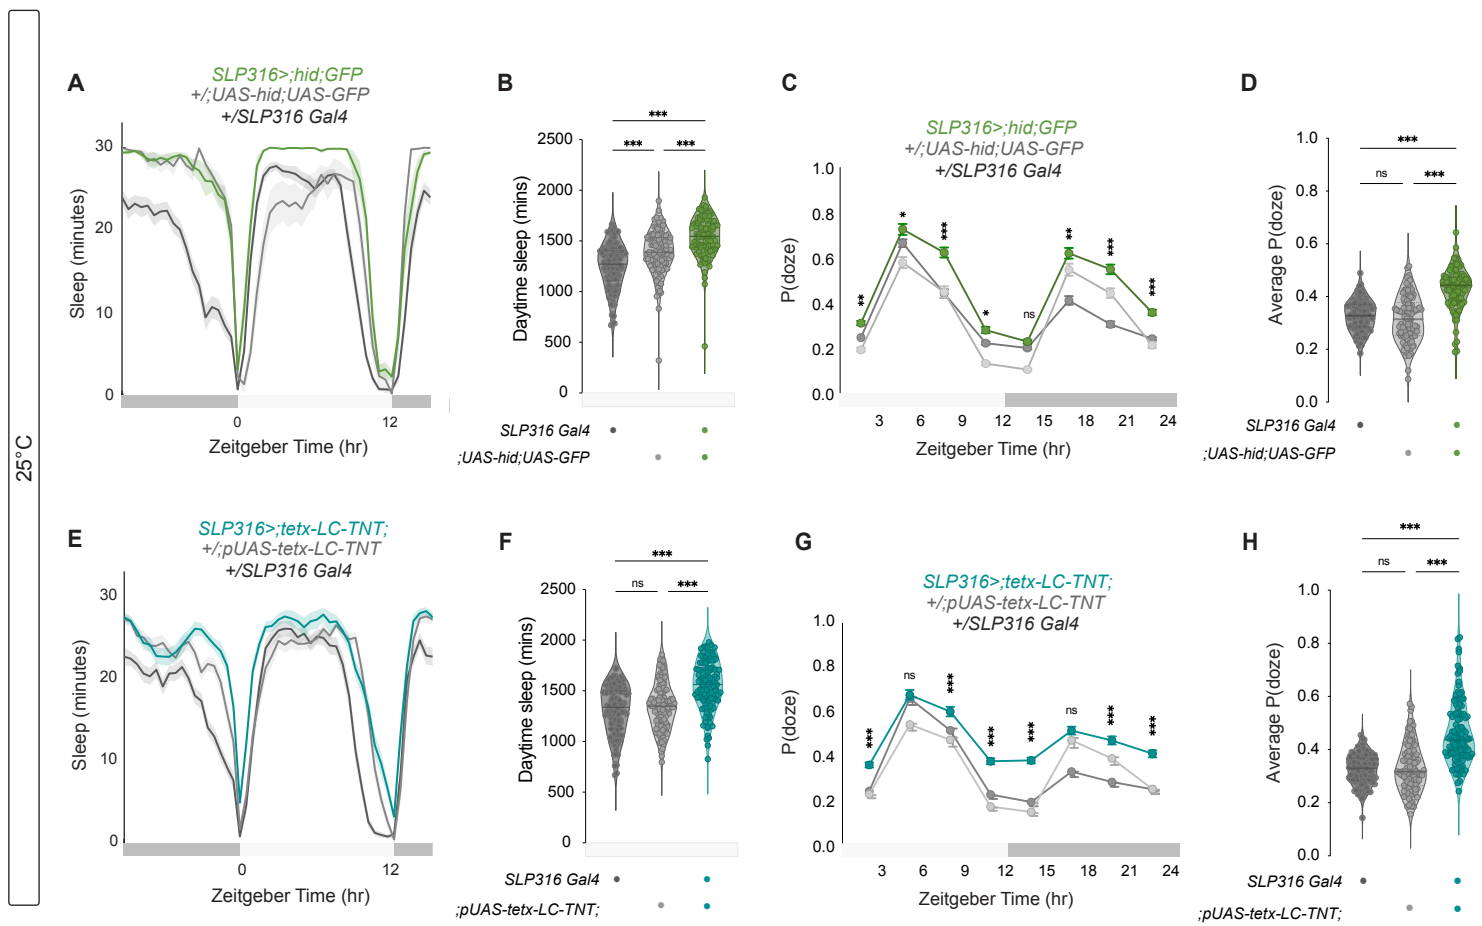 25°C
A
SLP316>;hid;GFP
+/;UAS-hid;UAS-GFP
+/SLP316 Gal4
Sleep (minutes)
30
20
10
0
0
12
Zeitgeber Time (hr)
B
***
***
***
Daytime sleep (mins)
2500
2000
1500
1000
500
0
SLP316 Gal4
;UAS-hid;UAS-GFP
C
SLP316>;hid;GFP
+/;UAS-hid;UAS-GFP
+/SLP316 Gal4
P(doze)
1.0
0.8
0.6
0.4
0.2
0.0
**
*
***
*
ns
**
***
***
3 6 9 12 15 18 21 24
Zeitgeber Time (hr)
D
***
ns
***
Average P(doze)
1.0
0.8
0.6
0.4
0.2
0.0
SLP316 Gal4
;UAS-hid;UAS-GFP
E
SLP316>;tetx-LC-TNT;
+/;pUAS-tetx-LC-TNT
+/SLP316 Gal4
Sleep (minutes)
30
20
10
0
0
12
Zeitgeber Time (hr)
F
***
ns
***
Daytime sleep (mins)
2500
2000
1500
1000
500
0
SLP316 Gal4
;pUAS-tetx-LC-TNT;
G
SLP316>;tetx-LC-TNT;
+/;pUAS-tetx-LC-TNT
+/SLP316 Gal4
P(doze)
1.0
0.8
0.6
0.4
0.2
0.0
***
ns
***
***
***
ns
***
***
3 6 9 12 15 18 21 24
Zeitgeber Time (hr)
H
***
ns
***
Average P(doze)
1.0
0.8
0.6
0.4
0.2
0.0
SLP316 Gal4
;pUAS-tetx-LC-TNT;